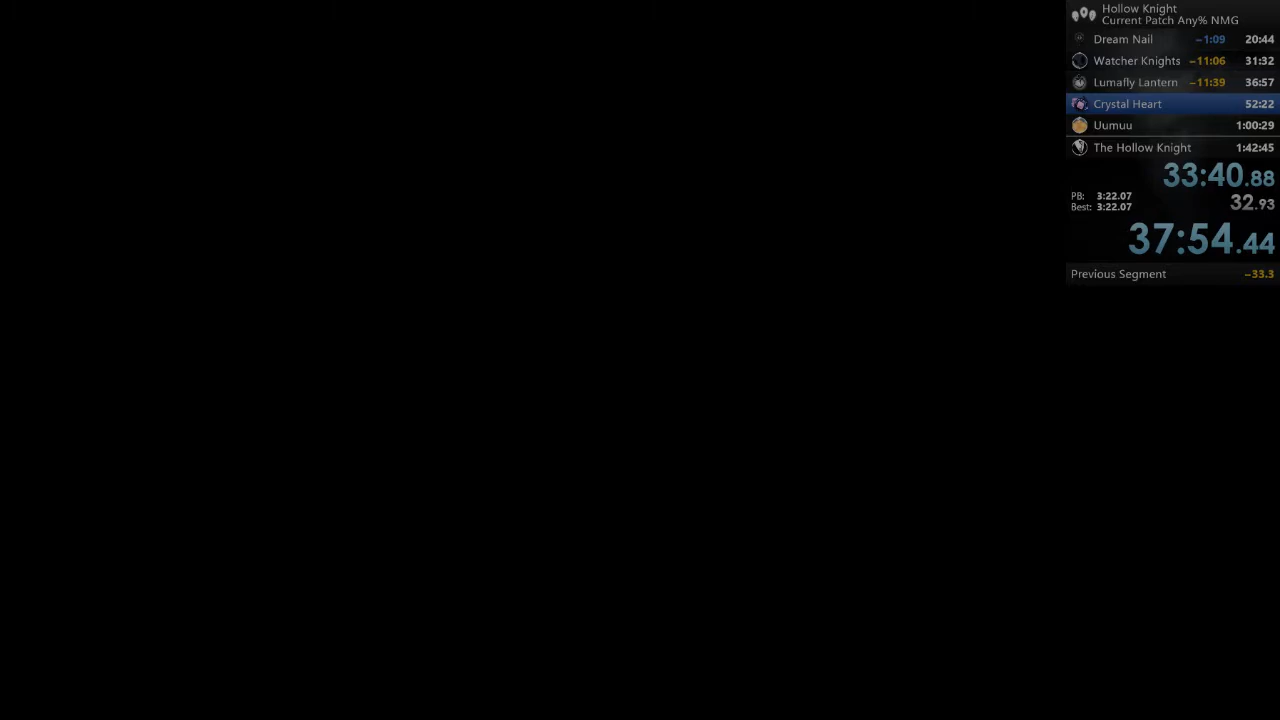 Hollow Knight
Current Patch Any% NMG
Dream Nail −1:09 20:44
Watcher Knights −11:06 31:32
Lumafly Lantern −11:39 36:57
Crystal Heart 52:22
Uumuu 1:00:29
The Hollow Knight 1:42:45
33:40.88
PB: 3:22.07
Best: 3:22.07
32.93
37:54.44
Previous Segment −33.3